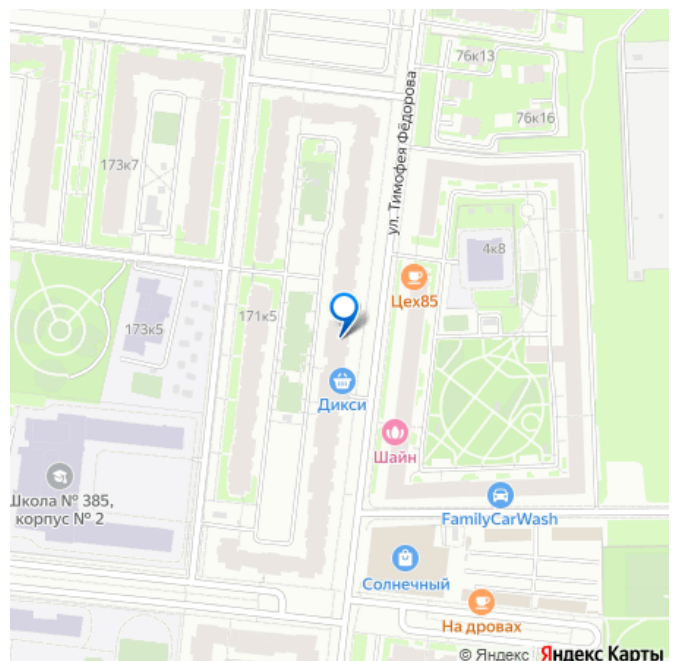 76к13
ул. Тимофея Фёдорова
76к16
173к7
4к8
Цех85
171к5
173к5
Дикси
Шайн
Школа № 385,
корпус № 2
FamilyCarWash
Солнечный
На дровах
© Яндекс Яндекс Карты